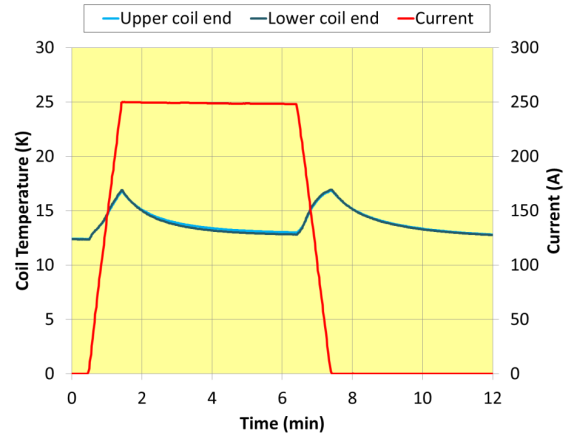 Upper coil end Lower coil end Current
30 300
25 250
20 200
15 150
10 100
5 50
0 0
0 2 4 6 8 10 12
Coil Temperature (K)
Current (A)
Time (min)